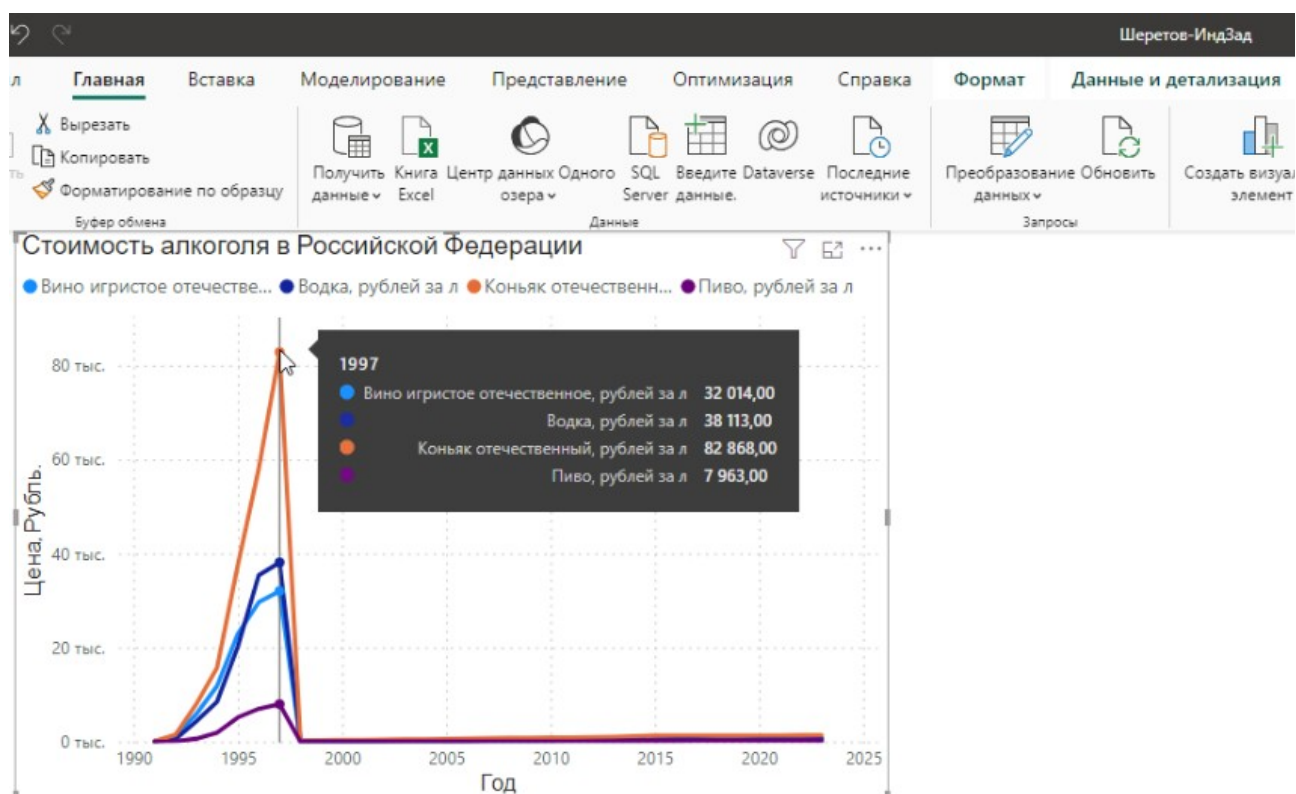 Шеретов-ИндЗад
л Главная Вставка Моделирование Представление Оптимизация Справка Формат Данные и детализация
Вырезать
Копировать
Форматирование по образцу
Буфер обмена
Получить данные
Книга Excel
Центр данных Одного озера
SQL Server
Введите данные.
Dataverse
Последние источники
Данные
Преобразование данных
Обновить
Запросы
Создать визуал
элемент
Стоимость алкоголя в Российской Федерации
Вино игристое отечестве... Водка, рублей за л Коньяк отечественн... Пиво, рублей за л
Цена, Рубль.
80 тыс.
60 тыс.
40 тыс.
20 тыс.
0 тыс.
1997
Вино игристое отечественное, рублей за л 32 014,00
Водка, рублей за л 38 113,00
Коньяк отечественный, рублей за л 82 868,00
Пиво, рублей за л 7 963,00
1990 1995 2000 2005 2010 2015 2020 2025
Год